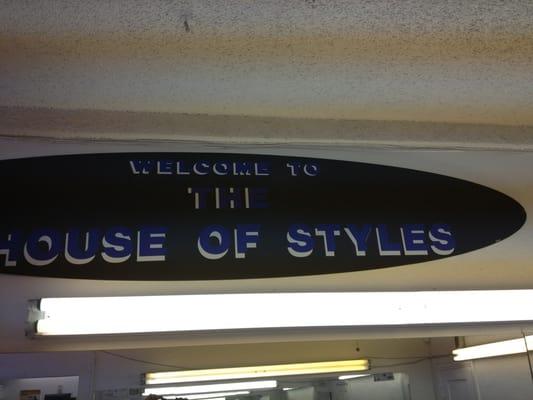 WELCOME TO
THE
HOUSE OF STYLES